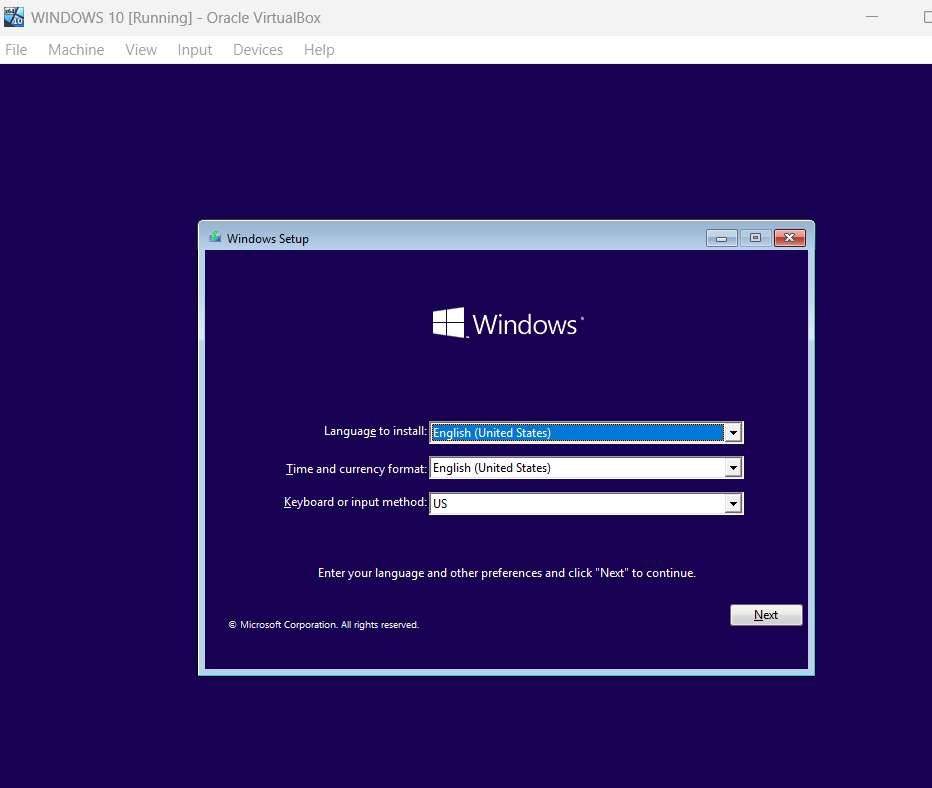 WINDOWS 10 [Running] - Oracle VirtualBox
File Machine View Input Devices Help
Windows Setup
Windows
Language to install: English (United States)
Time and currency format: English (United States)
Keyboard or input method: US
Enter your language and other preferences and click "Next" to continue.
Next
© Microsoft Corporation. All rights reserved.